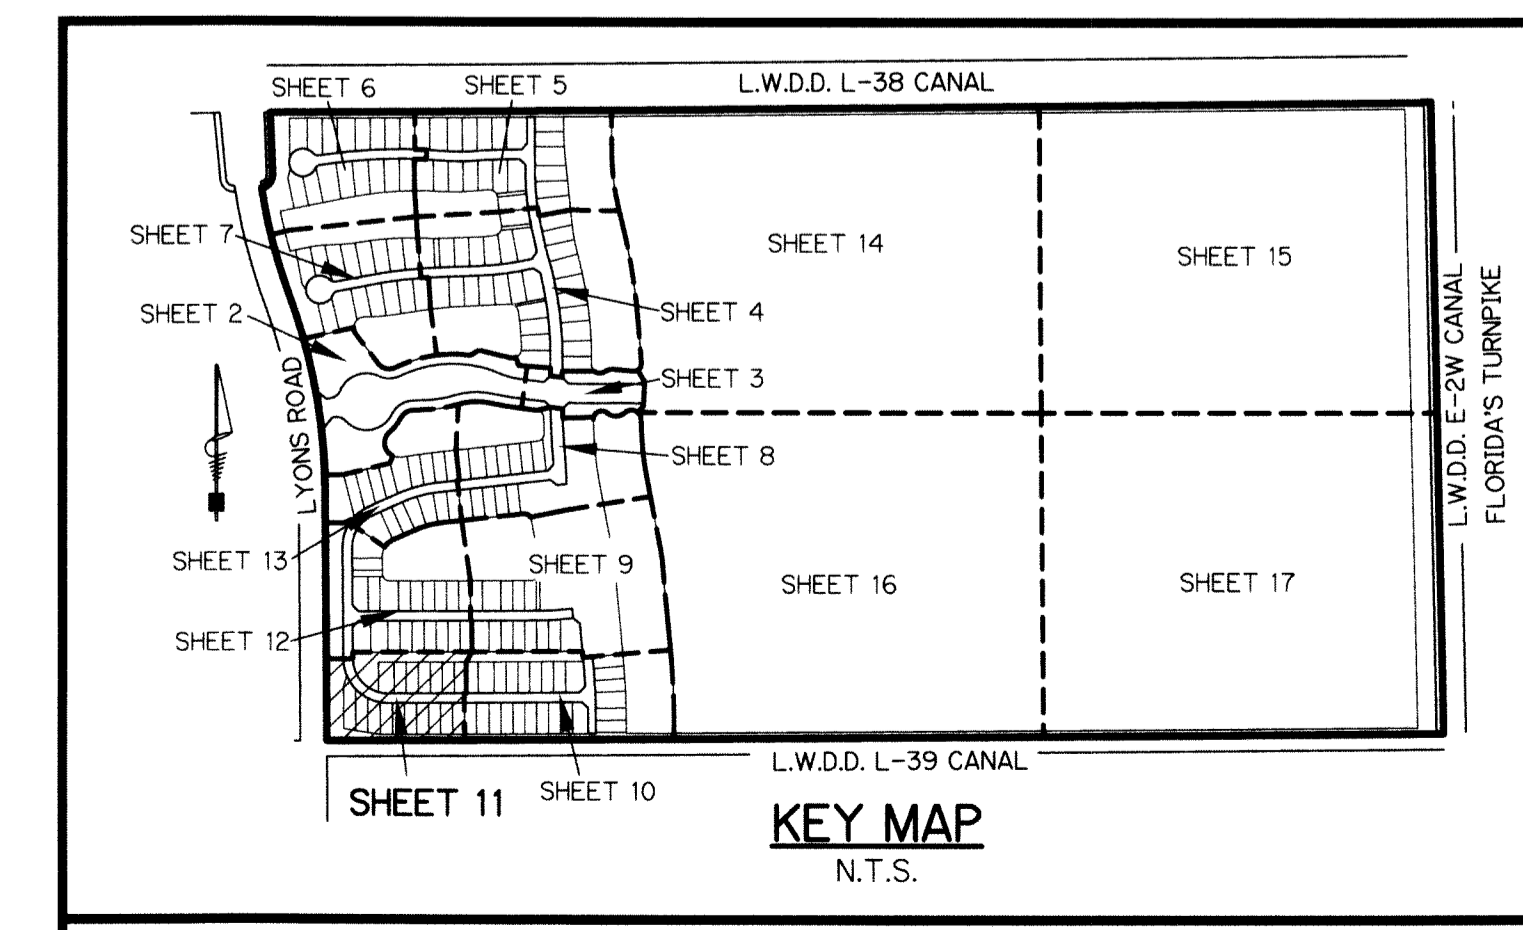 L.W.D.D. L-38 CANAL
SHEET 6
SHEET 5
SHEET 7
SHEET 14
SHEET 15
SHEET 2
SHEET 4
L.W.D.D. E-2W CANAL
FLORIDA'S TURNPIKE
LYONS ROAD
SHEET 3
SHEET 8
SHEET 13
SHEET 9
SHEET 16
SHEET 17
SHEET 12
L.W.D.D. L-39 CANAL
SHEET 11
SHEET 10
KEY MAP
N.T.S.